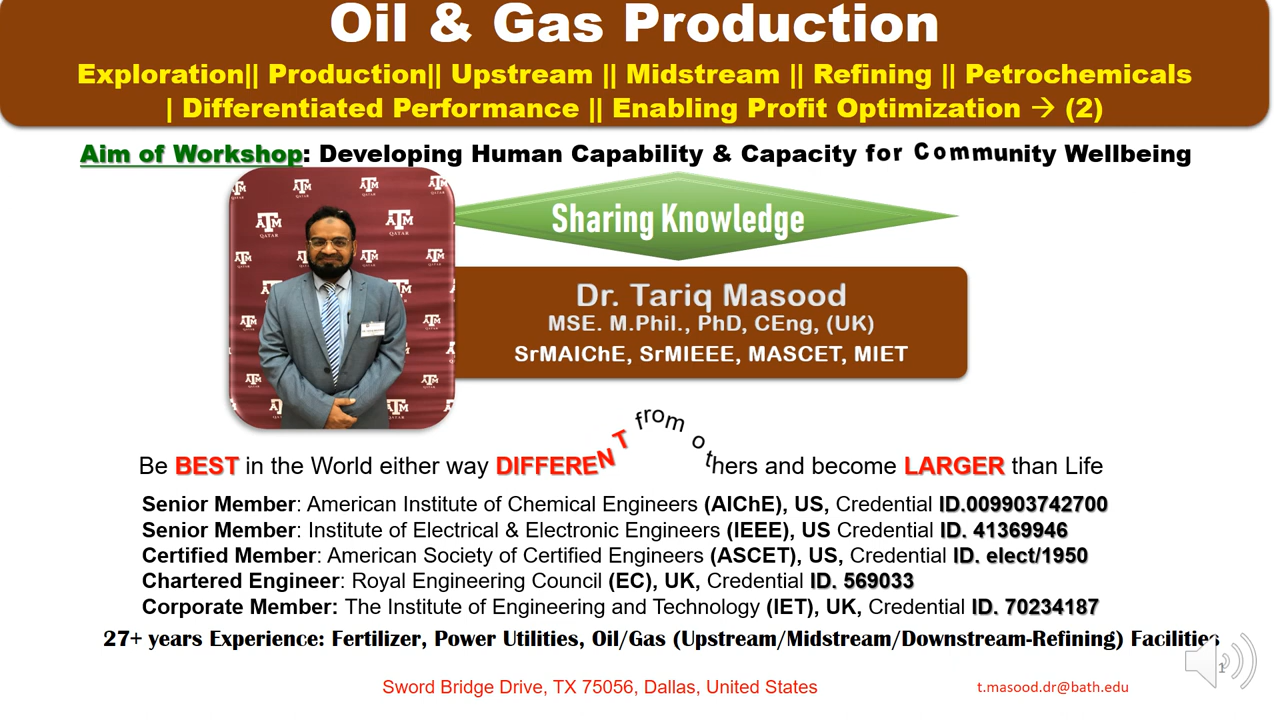 Oil & Gas Production
Exploration|| Production|| Upstream || Midstream || Refining || Petrochemicals
| Differentiated Performance || Enabling Profit Optimization → (2)
Aim of Workshop: Developing Human Capability & Capacity for Community Wellbeing
Sharing Knowledge
ATM
QATAR
Dr. Tariq Masood
MSE. M.Phil., PhD, CEng, (UK)
SrMAIChE, SrMIEEE, MASCET, MIET
Be BEST in the World either way DIFFERENT from others and become LARGER than Life
Senior Member: American Institute of Chemical Engineers (AIChE), US, Credential ID.009903742700
Senior Member: Institute of Electrical & Electronic Engineers (IEEE), US Credential ID. 41369946
Certified Member: American Society of Certified Engineers (ASCET), US, Credential ID. elect/1950
Chartered Engineer: Royal Engineering Council (EC), UK, Credential ID. 569033
Corporate Member: The Institute of Engineering and Technology (IET), UK, Credential ID. 70234187
27+ years Experience: Fertilizer, Power Utilities, Oil/Gas (Upstream/Midstream/Downstream-Refining) Facilities
1
Sword Bridge Drive, TX 75056, Dallas, United States
t.masood.dr@bath.edu